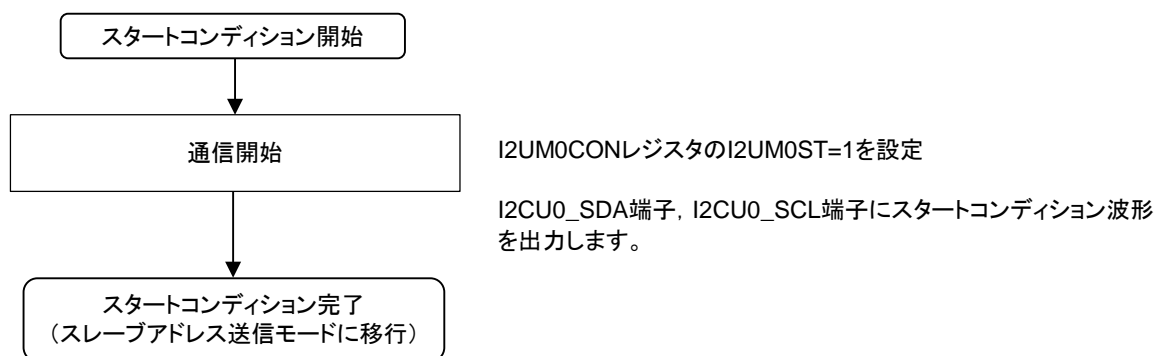 スタートコンディション開始
通信開始
I2UM0CONレジスタのI2UM0ST=1を設定
I2CU0_SDA端子，I2CU0_SCL端子にスタートコンディション波形
を出力します。
スタートコンディション完了
（スレーブアドレス送信モードに移行）